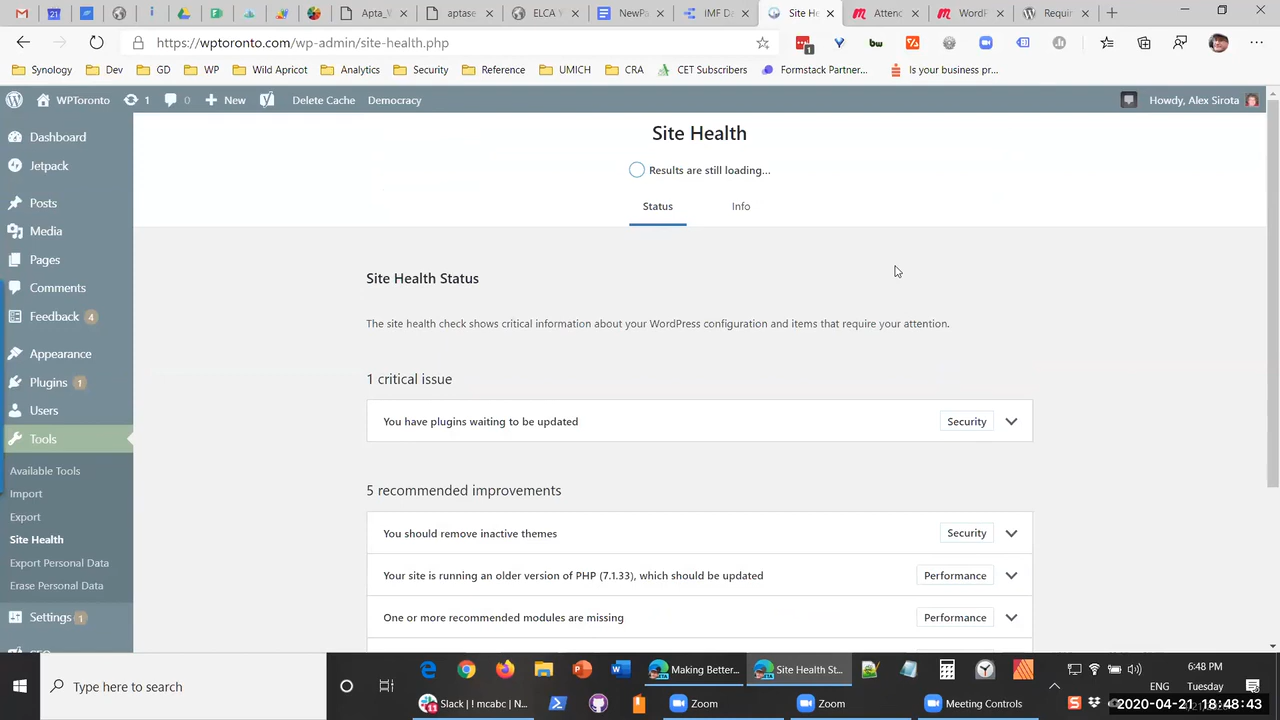 21
Apta_V
aptase
ELCA Y
NewPa
IMF De
Site He
Attenc
WordF
Requir
https://wptoronto.com/wp-admin/site-health.php
1
bw
Synology
Dev
GD
WP
Wild Apricot
Analytics
Security
Reference
UMICH
CRA
CET Subscribers
Formstack Partner...
Is your business pr...
WPToronto
1
0
New
Delete Cache
Democracy
Howdy, Alex Sirota
Dashboard
Jetpack
Posts
Media
Pages
Comments
Feedback 4
Appearance
Plugins 1
Users
Tools
Available Tools
Import
Export
Site Health
Export Personal Data
Erase Personal Data
Settings 1
Site Health
Results are still loading...
Status
Info
Site Health Status
The site health check shows critical information about your WordPress configuration and items that require your attention.
1 critical issue
You have plugins waiting to be updated
Security
5 recommended improvements
You should remove inactive themes
Security
Your site is running an older version of PHP (7.1.33), which should be updated
Performance
One or more recommended modules are missing
Performance
Type here to search
Making Better...
Site Health St...
Slack | ! mcabc | N...
Zoom
Zoom
Meeting Controls
6:48 PM
ENG
Tuesday
2020-04-21 18:48:43